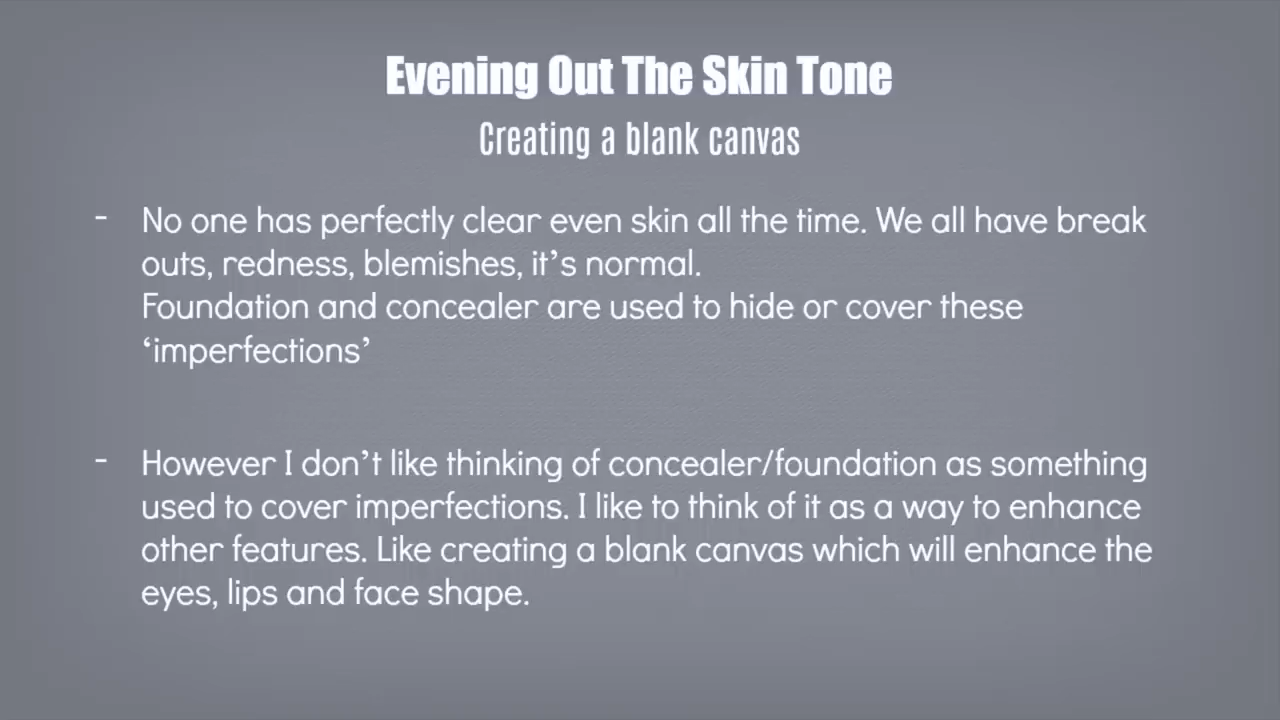 Evening Out The Skin Tone
Creating a blank canvas
- No one has perfectly clear even skin all the time. We all have break
outs, redness, blemishes, it’s normal.
Foundation and concealer are used to hide or cover these
‘imperfections’
- However I don’t like thinking of concealer/foundation as something
used to cover imperfections. I like to think of it as a way to enhance
other features. Like creating a blank canvas which will enhance the
eyes, lips and face shape.